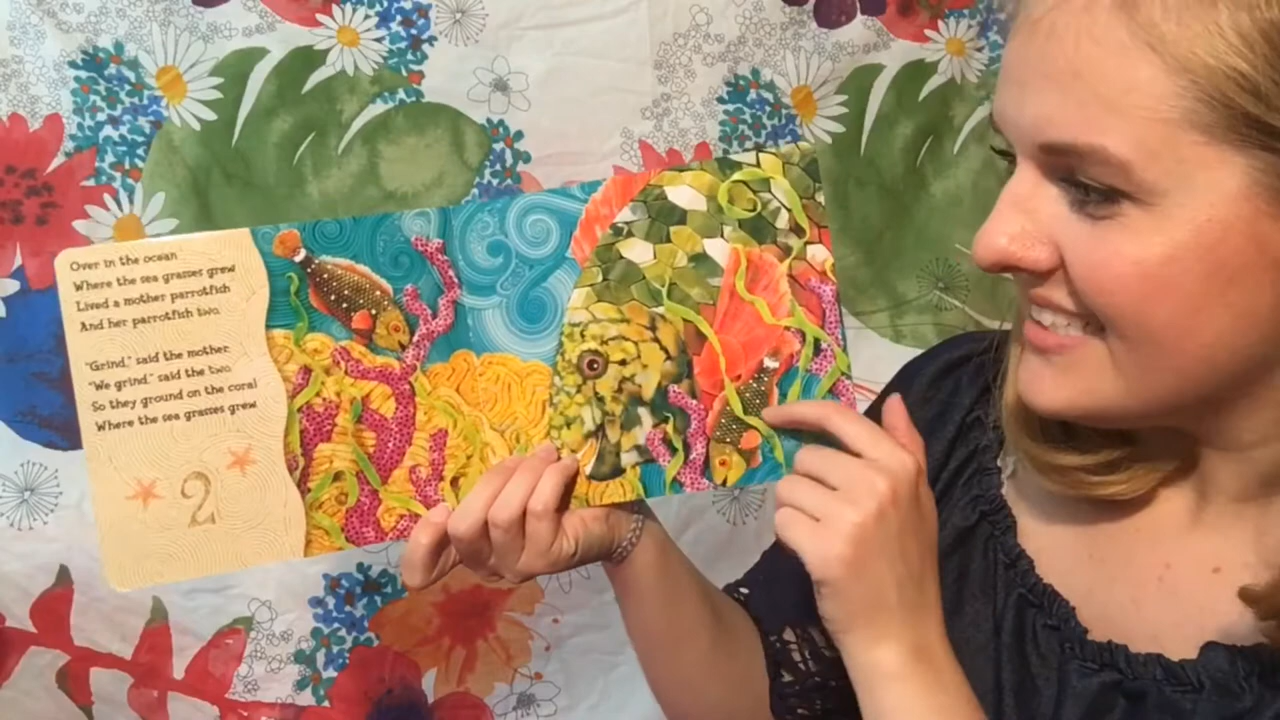 Over in the ocean
Where the sea grasses grew
Lived a mother parrotfish
And her parrotfish two.
"Grind," said the mother.
"We grind," said the two.
So they ground on the coral
Where the sea grasses grew.
2